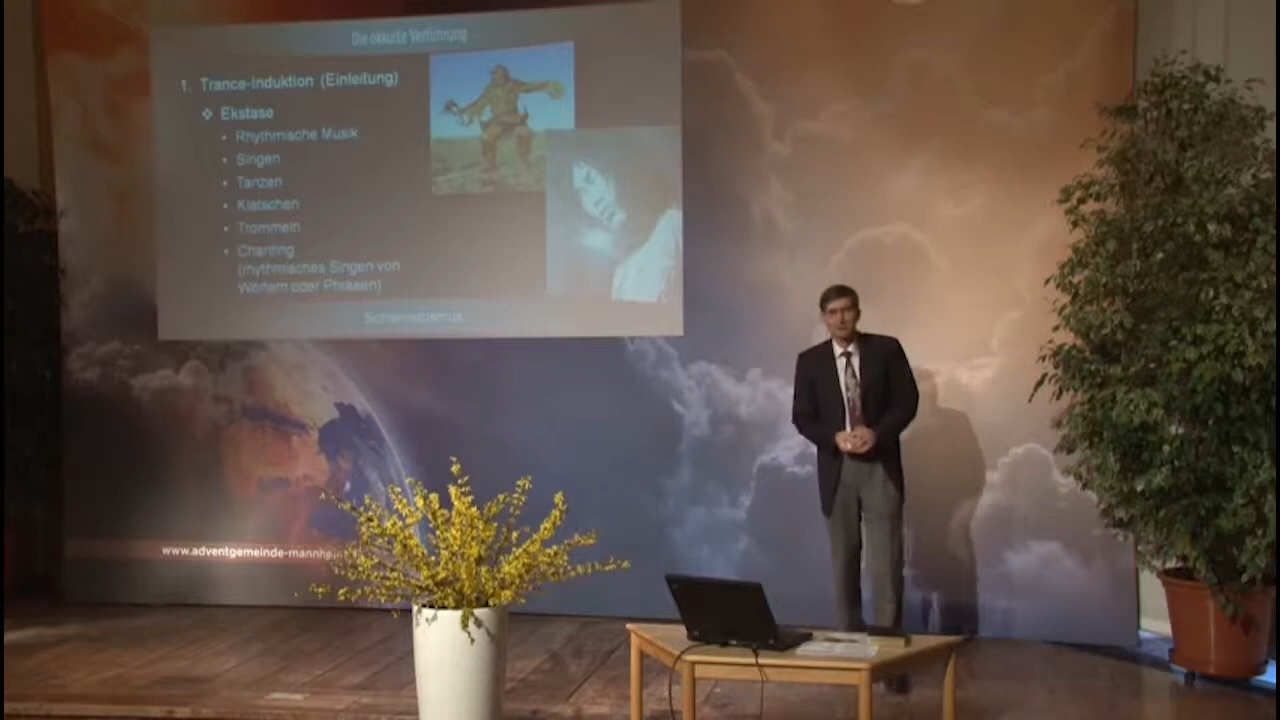 Die okkulte Verführung
1. Trance-Induktion (Einleitung)
❖ Ekstase
• Rhythmische Musik
• Singen
• Tanzen
• Klatschen
• Trommeln
• Chanting
(rhythmisches Singen von
Wörtern oder Phrasen)
Schamanismus
www.adventgemeinde-mannhei